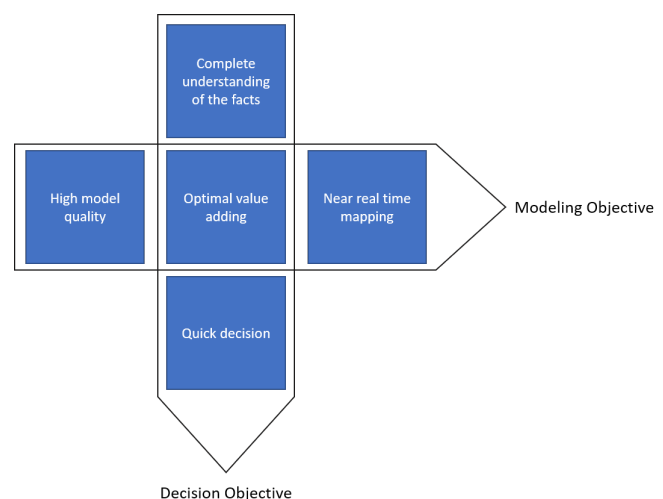 Complete
understanding
of the facts
High model
quality
Optimal value
adding
Near real time
mapping
Modeling Objective
Quick decision
Decision Objective